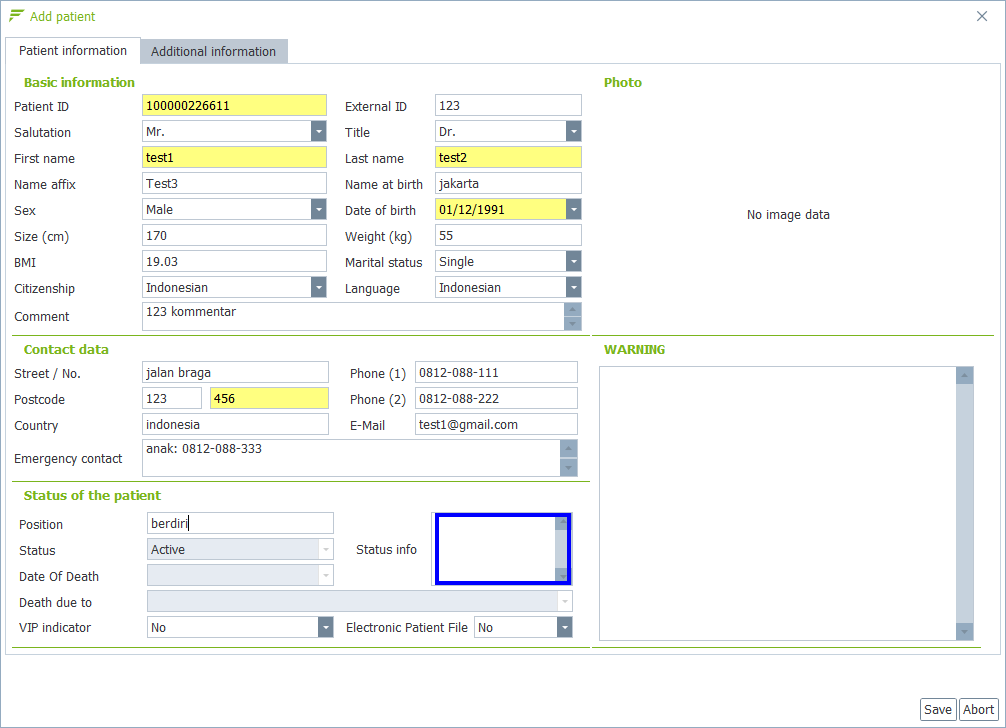 Add patient
Patient information Additional information
Basic information
Patient ID 100000226611 External ID 123
Salutation Mr. Title Dr.
First name test1 Last name test2
Name affix Test3 Name at birth jakarta
Sex Male Date of birth 01/12/1991
Size (cm) 170 Weight (kg) 55
BMI 19.03 Marital status Single
Citizenship Indonesian Language Indonesian
Comment 123 kommentar
Photo
No image data
Contact data
Street / No. jalan braga Phone (1) 0812-088-111
Postcode 123 456 Phone (2) 0812-088-222
Country indonesia E-Mail test1@gmail.com
Emergency contact anak: 0812-088-333
WARNING
Status of the patient
Position berdiri
Status Active Status info
Date Of Death
Death due to
VIP indicator No Electronic Patient File No
Save Abort